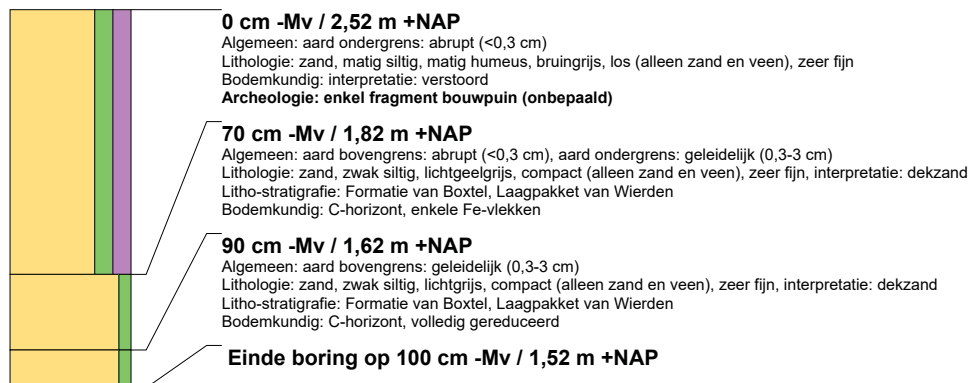 0 cm -Mv / 2,52 m +NAP
Algemeen: aard ondergrens: abrupt (<0,3 cm)
Lithologie: zand, matig siltig, matig humeus, bruingrijs, los (alleen zand en veen), zeer fijn
Bodemkundig: interpretatie: verstoord
Archeologie: enkel fragment bouwpuin (onbepaald)
70 cm -Mv / 1,82 m +NAP
Algemeen: aard bovengrens: abrupt (<0,3 cm), aard ondergrens: geleidelijk (0,3-3 cm)
Lithologie: zand, zwak siltig, lichtgeelgrijs, compact (alleen zand en veen), zeer fijn, interpretatie: dekzand
Litho-stratigrafie: Formatie van Boxtel, Laagpakket van Wierden
Bodemkundig: C-horizont, enkele Fe-vlekken
90 cm -Mv / 1,62 m +NAP
Algemeen: aard bovengrens: geleidelijk (0,3-3 cm)
Lithologie: zand, zwak siltig, lichtgrijs, compact (alleen zand en veen), zeer fijn, interpretatie: dekzand
Litho-stratigrafie: Formatie van Boxtel, Laagpakket van Wierden
Bodemkundig: C-horizont, volledig gereduceerd
Einde boring op 100 cm -Mv / 1,52 m +NAP